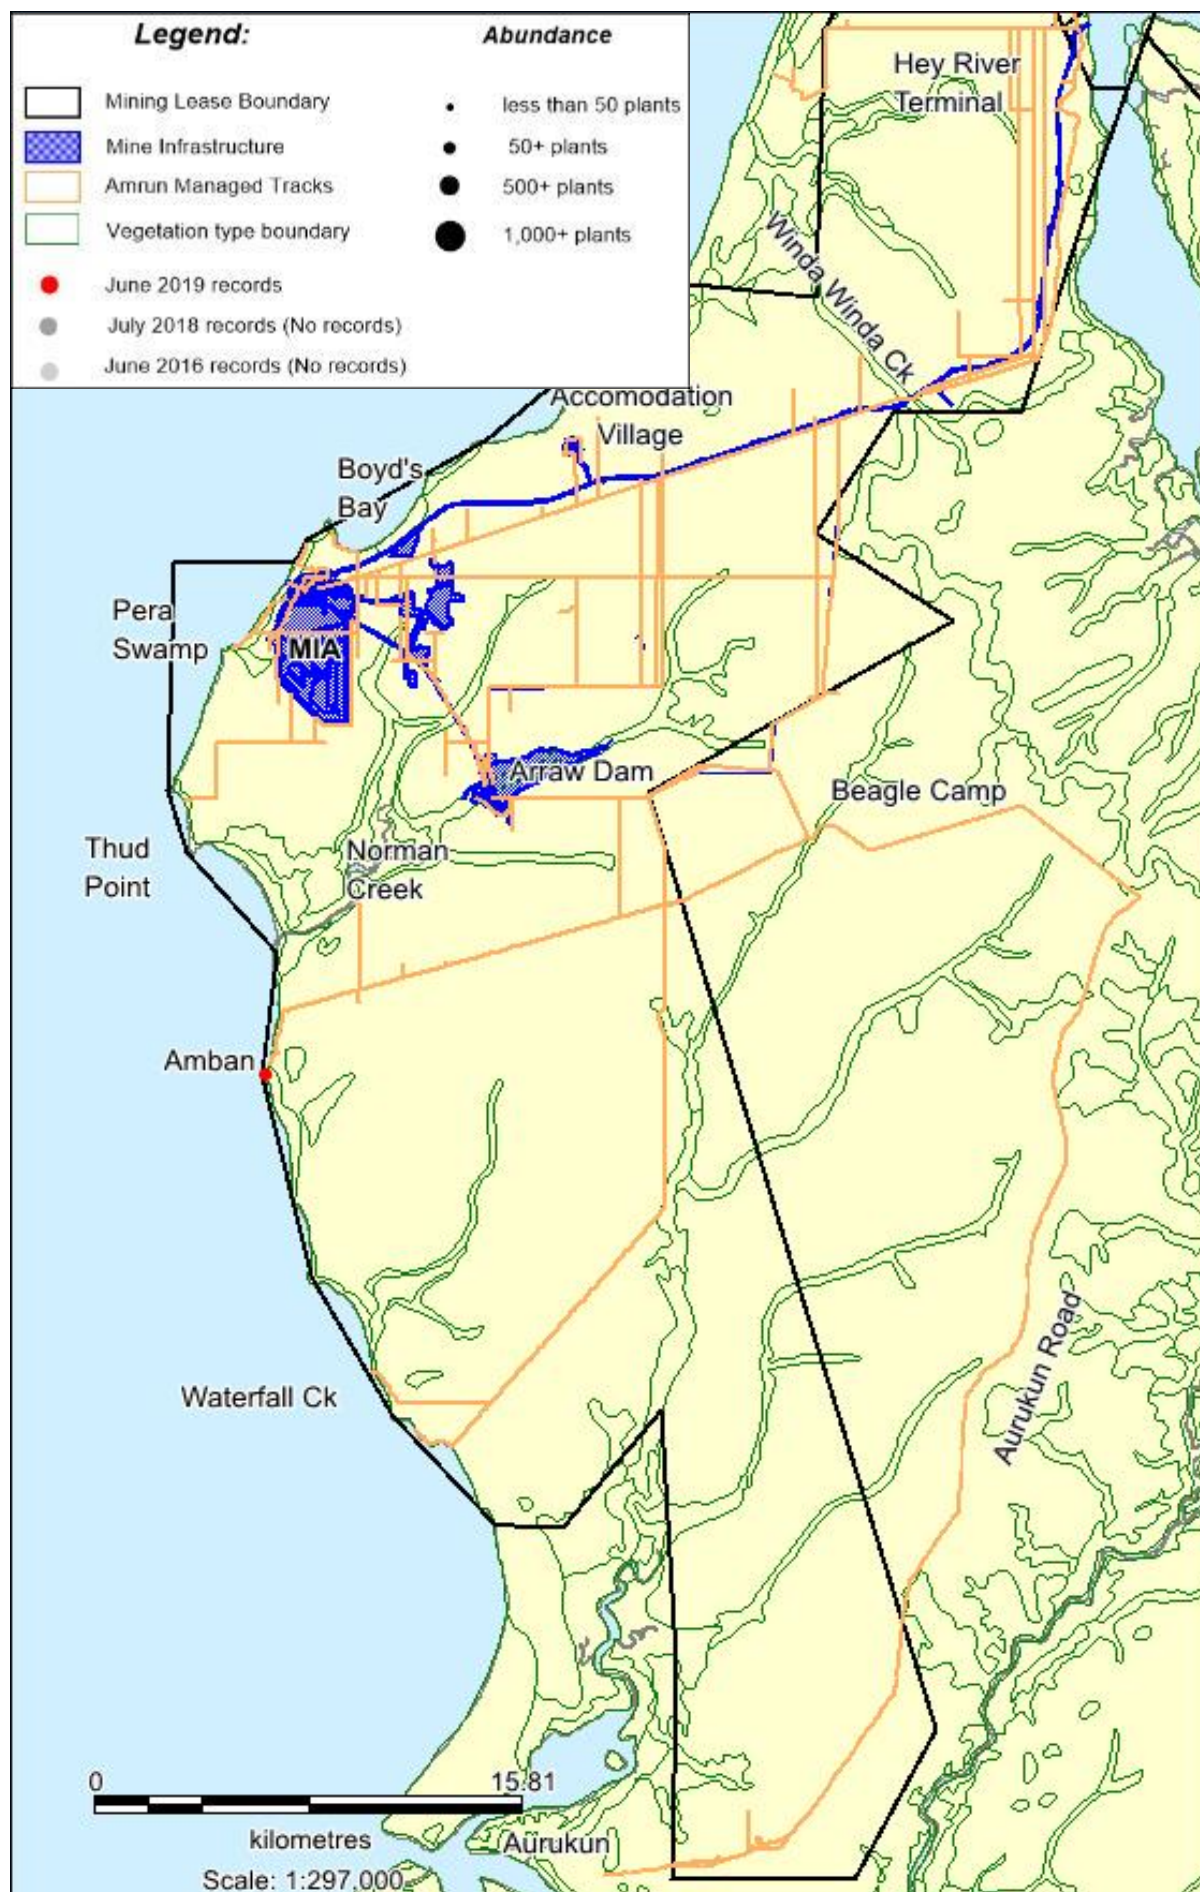 Legend:
Abundance
Mining Lease Boundary
less than 50 plants
Mine Infrastructure
50+ plants
Amrun Managed Tracks
500+ plants
Vegetation type boundary
1,000+ plants
June 2019 records
July 2018 records (No records)
June 2016 records (No records)
Hey River
Terminal
Winda Winda Ck
Accomodation
Village
Boyd's
Bay
Pera
Swamp
MIA
Arraw Dam
Beagle Camp
Thud
Point
Norman
Creek
Amban
Aurukun Road
Waterfall Ck
0
15.81
kilometres
Scale: 1:297,000
Aurukun